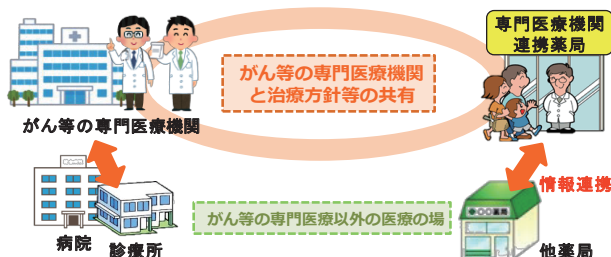 専門医療機関
連携薬局
がん等の専門医療機関
と治療方針等の共有
がん等の専門医療機関
情報連携
がん等の専門医療以外の医療の場
○○薬局
病院
診療所
他薬局